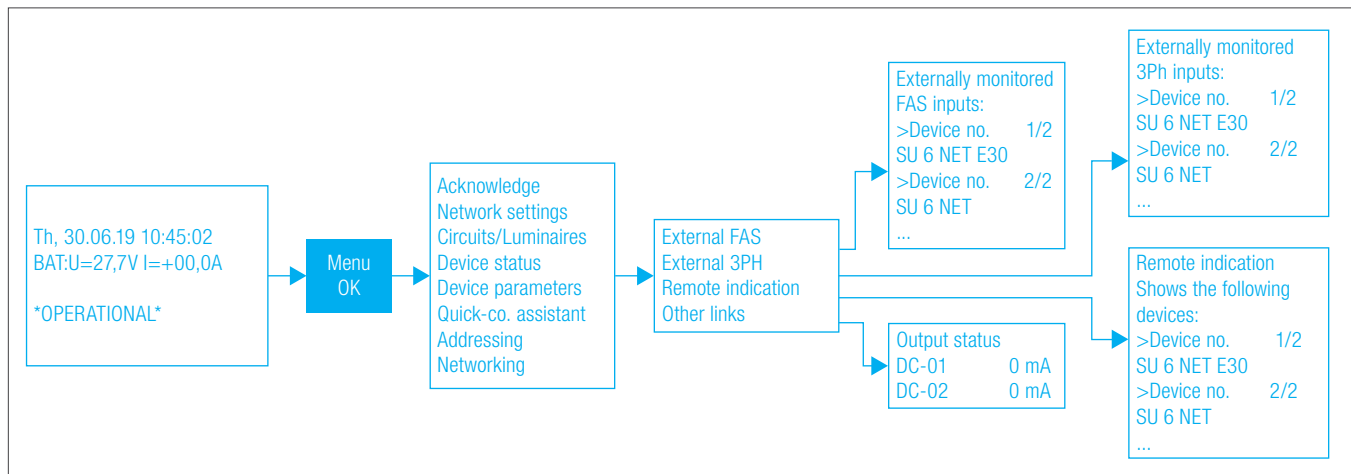 Th, 30.06.19 10:45:02
BAT:U=27,7V I=+00,0A
*OPERATIONAL*
Menu
OK
Acknowledge
Network settings
Circuits/Luminaires
Device status
Device parameters
Quick-co. assistant
Addressing
Networking
External FAS
External 3PH
Remote indication
Other links
Externally monitored
FAS inputs:
>Device no. 1/2
SU 6 NET E30
>Device no. 2/2
SU 6 NET
...
Output status
DC-01 0 mA
DC-02 0 mA
Externally monitored
3Ph inputs:
>Device no. 1/2
SU 6 NET E30
>Device no. 2/2
SU 6 NET
...
Remote indication
Shows the following
devices:
>Device no. 1/2
SU 6 NET E30
>Device no. 2/2
SU 6 NET
...